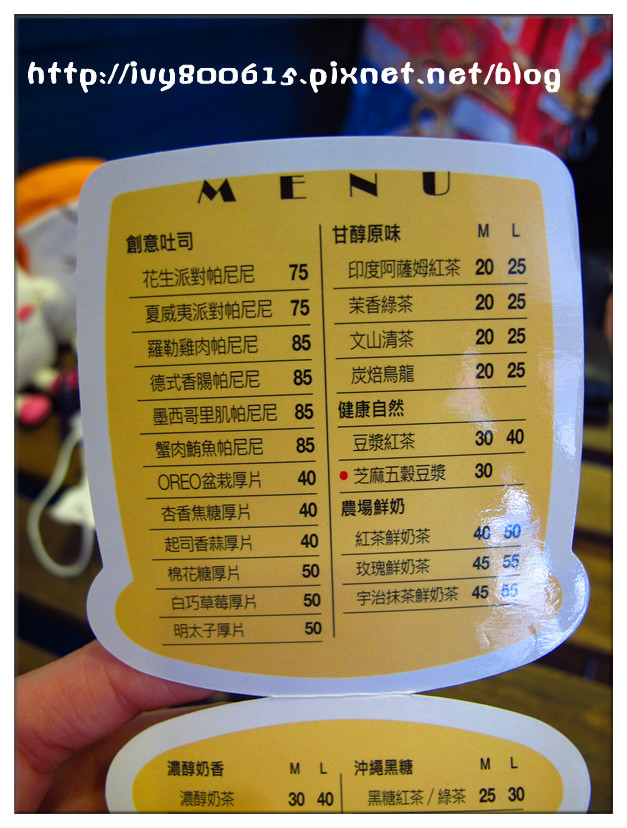 http://ivy800615.pixnet.net/blog
MENU
創意吐司
花生派對帕尼尼 75
夏威夷派對帕尼尼 75
羅勒雞肉帕尼尼 85
德式香腸帕尼尼 85
墨西哥里肌帕尼尼 85
蟹肉鮪魚帕尼尼 85
OREO盆栽厚片 40
杏香焦糖厚片 40
起司香蒜厚片 40
棉花糖厚片 50
白巧草莓厚片 50
明太子厚片 50
甘醇原味 M L
印度阿薩姆紅茶 20 25
茉香綠茶 20 25
文山清茶 20 25
炭焙烏龍 20 25
健康自然
豆漿紅茶 30 40
芝麻五穀豆漿 30
農場鮮奶
紅茶鮮奶茶 40 50
玫瑰鮮奶茶 45 55
宇治抹茶鮮奶茶 45 55
濃醇奶香 M L
濃醇奶茶 30 40
沖繩黑糖 M L
黑糖紅茶/綠茶 25 30